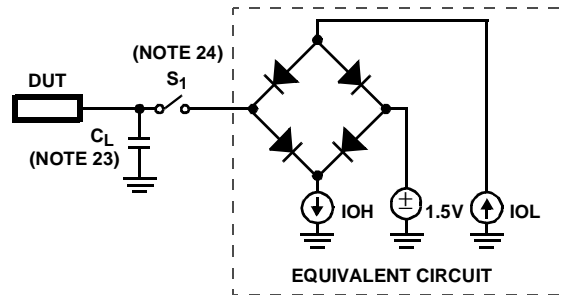 (NOTE 24)
DUT
S1
CL
(NOTE 23)
±
IOH
1.5V
IOL
EQUIVALENT CIRCUIT